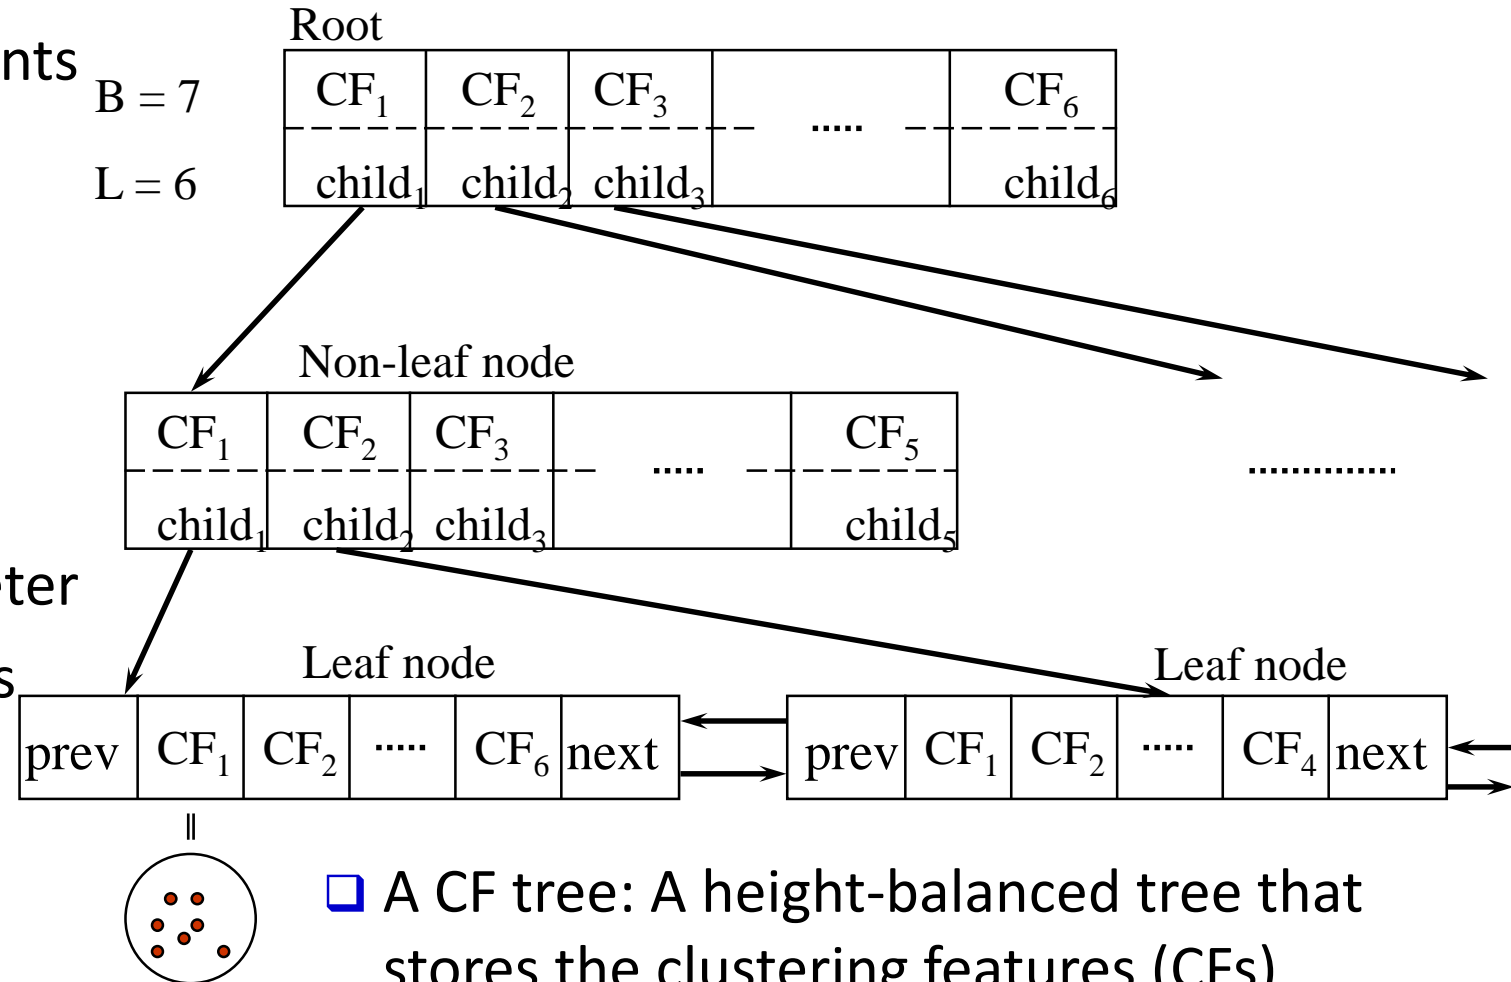 Root
nts
B = 7
CF₁ CF₂ CF₃ ..... CF₆
L = 6
child₁ child₂ child₃ child₆
Non-leaf node
CF₁ CF₂ CF₃ ..... CF₅
..............
child₁ child₂ child₃ child₅
eter
Leaf node Leaf node
s
prev CF₁ CF₂ ..... CF₆ next prev CF₁ CF₂ ..... CF₄ next
A CF tree: A height-balanced tree that
stores the clustering features (CFs)